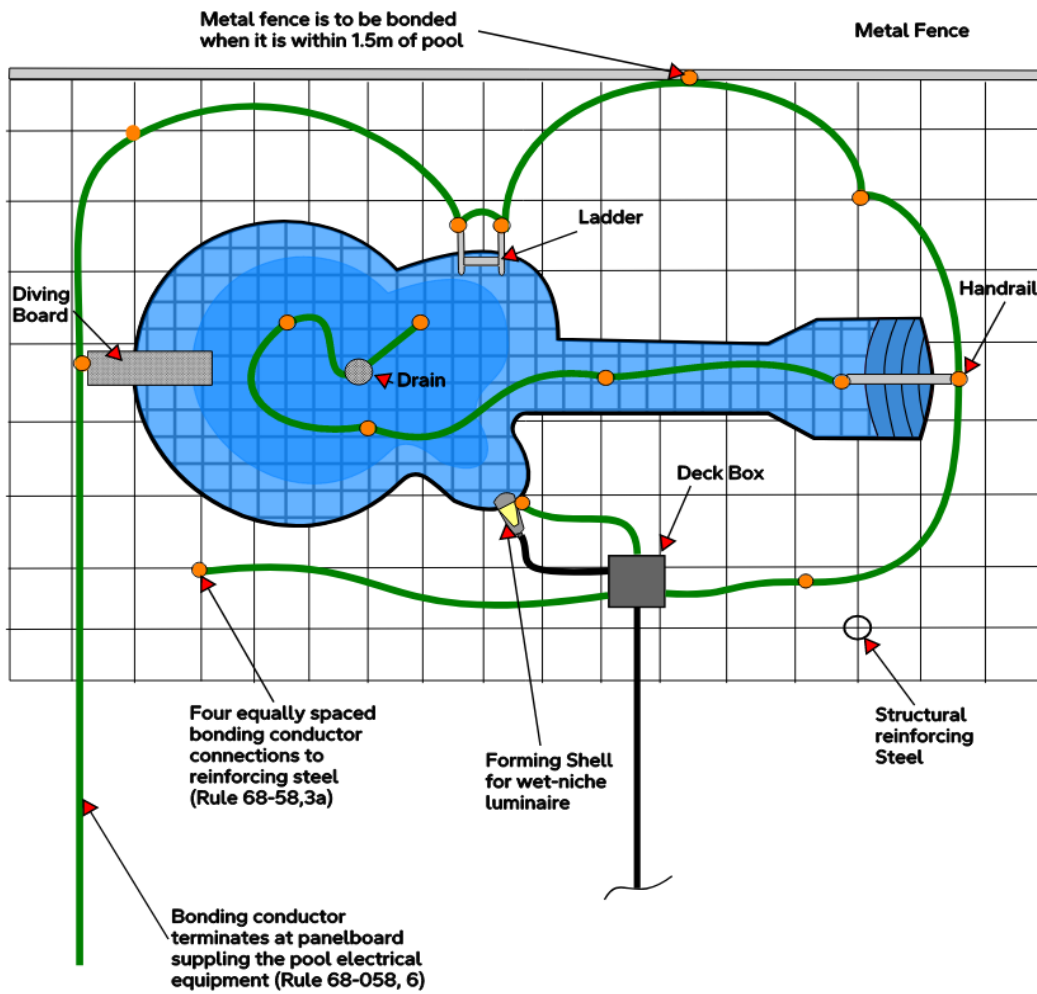 Metal fence is to be bonded
when it is within 1.5m of pool
Metal Fence
Ladder
Diving
Board
Handrail
Drain
Deck Box
Four equally spaced
bonding conductor
connections to
reinforcing steel
(Rule 68-58,3a)
Forming Shell
for wet-niche
luminaire
Structural
reinforcing
Steel
Bonding conductor
terminates at panelboard
suppling the pool electrical
equipment (Rule 68-058, 6)